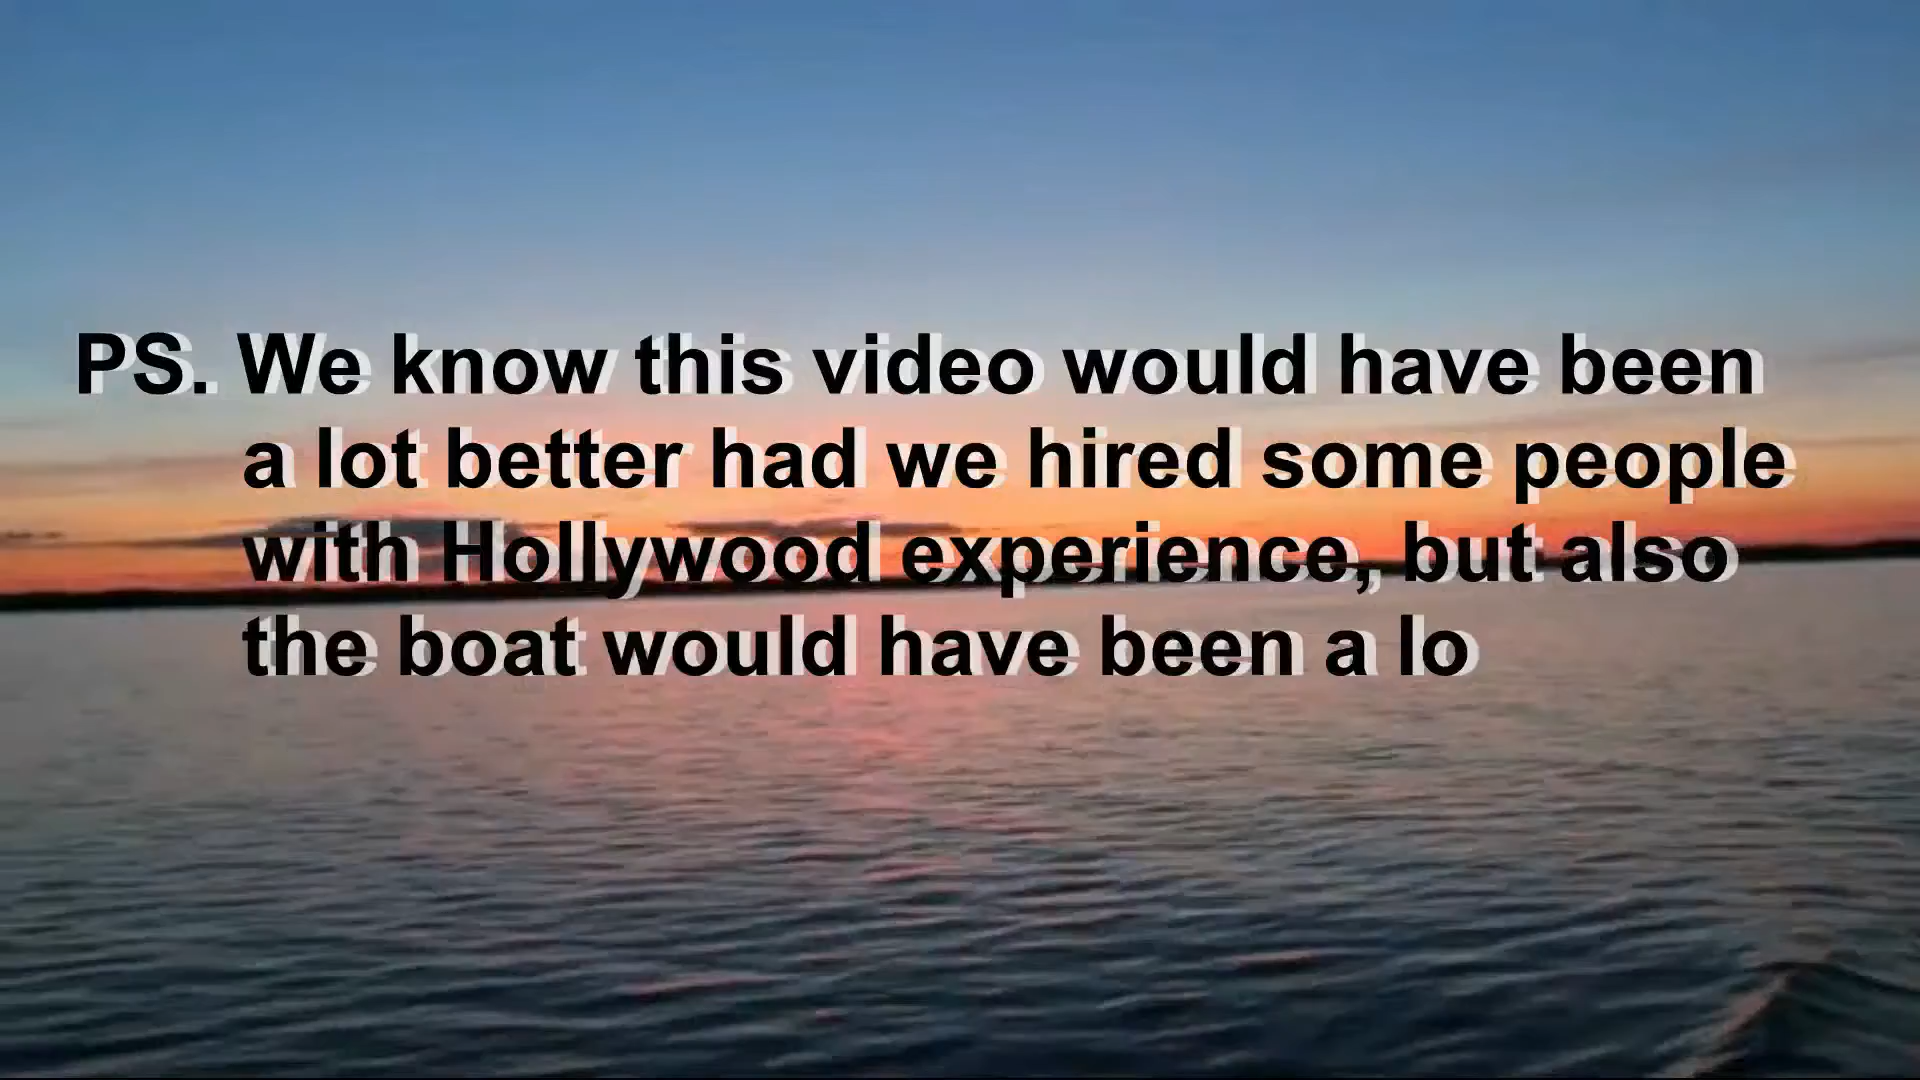 PS. We know this video would have been
a lot better had we hired some people
with Hollywood experience, but also
the boat would have been a lo